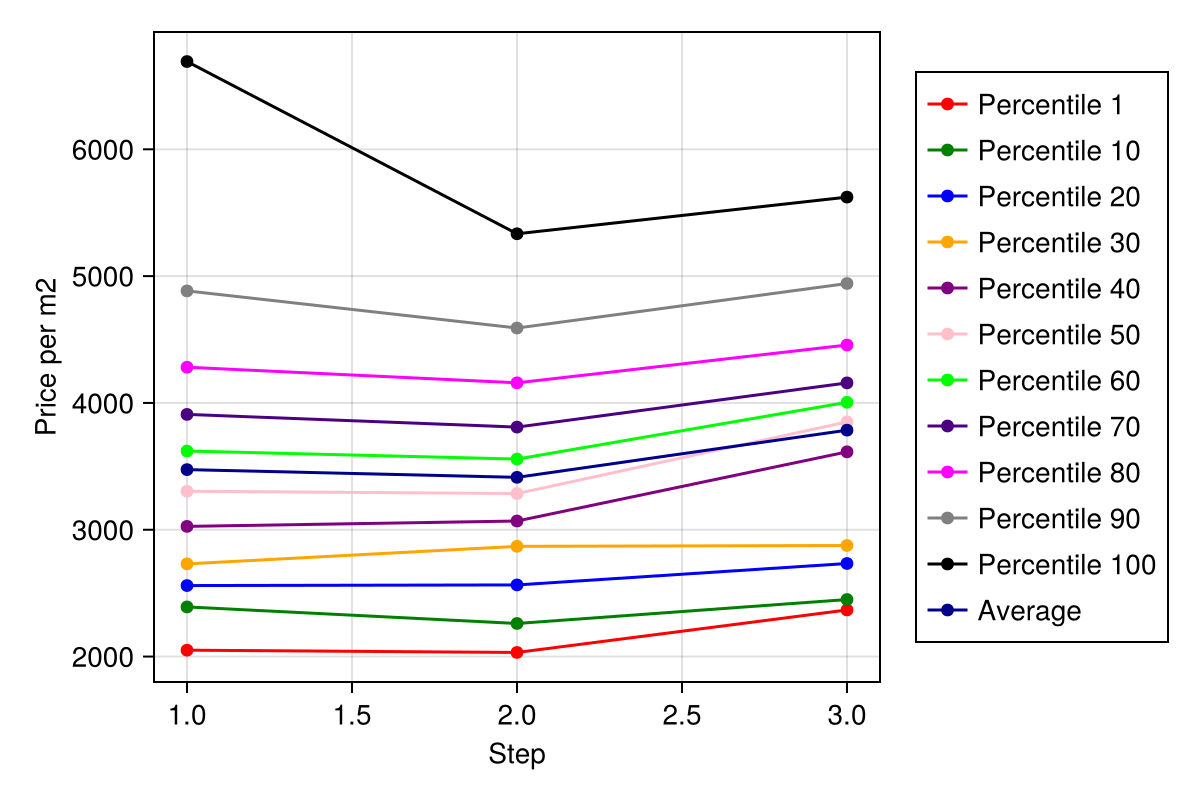 Price per m2
6000
5000
4000
3000
2000
1.0 1.5 2.0 2.5 3.0
Step
Percentile 1
Percentile 10
Percentile 20
Percentile 30
Percentile 40
Percentile 50
Percentile 60
Percentile 70
Percentile 80
Percentile 90
Percentile 100
Average